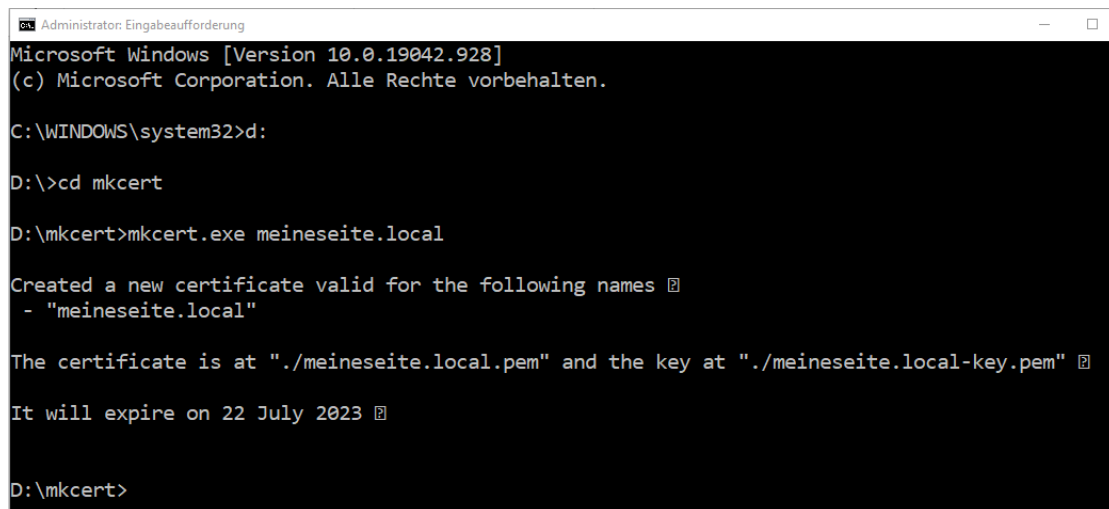 Administrator: Eingabeaufforderung
Microsoft Windows [Version 10.0.19042.928]
(c) Microsoft Corporation. Alle Rechte vorbehalten.
C:\WINDOWS\system32>d:
D:\>cd mkcert
D:\mkcert>mkcert.exe meineseite.local
Created a new certificate valid for the following names ⍰
- "meineseite.local"
The certificate is at "./meineseite.local.pem" and the key at "./meineseite.local-key.pem" ⍰
It will expire on 22 July 2023 ⍰
D:\mkcert>